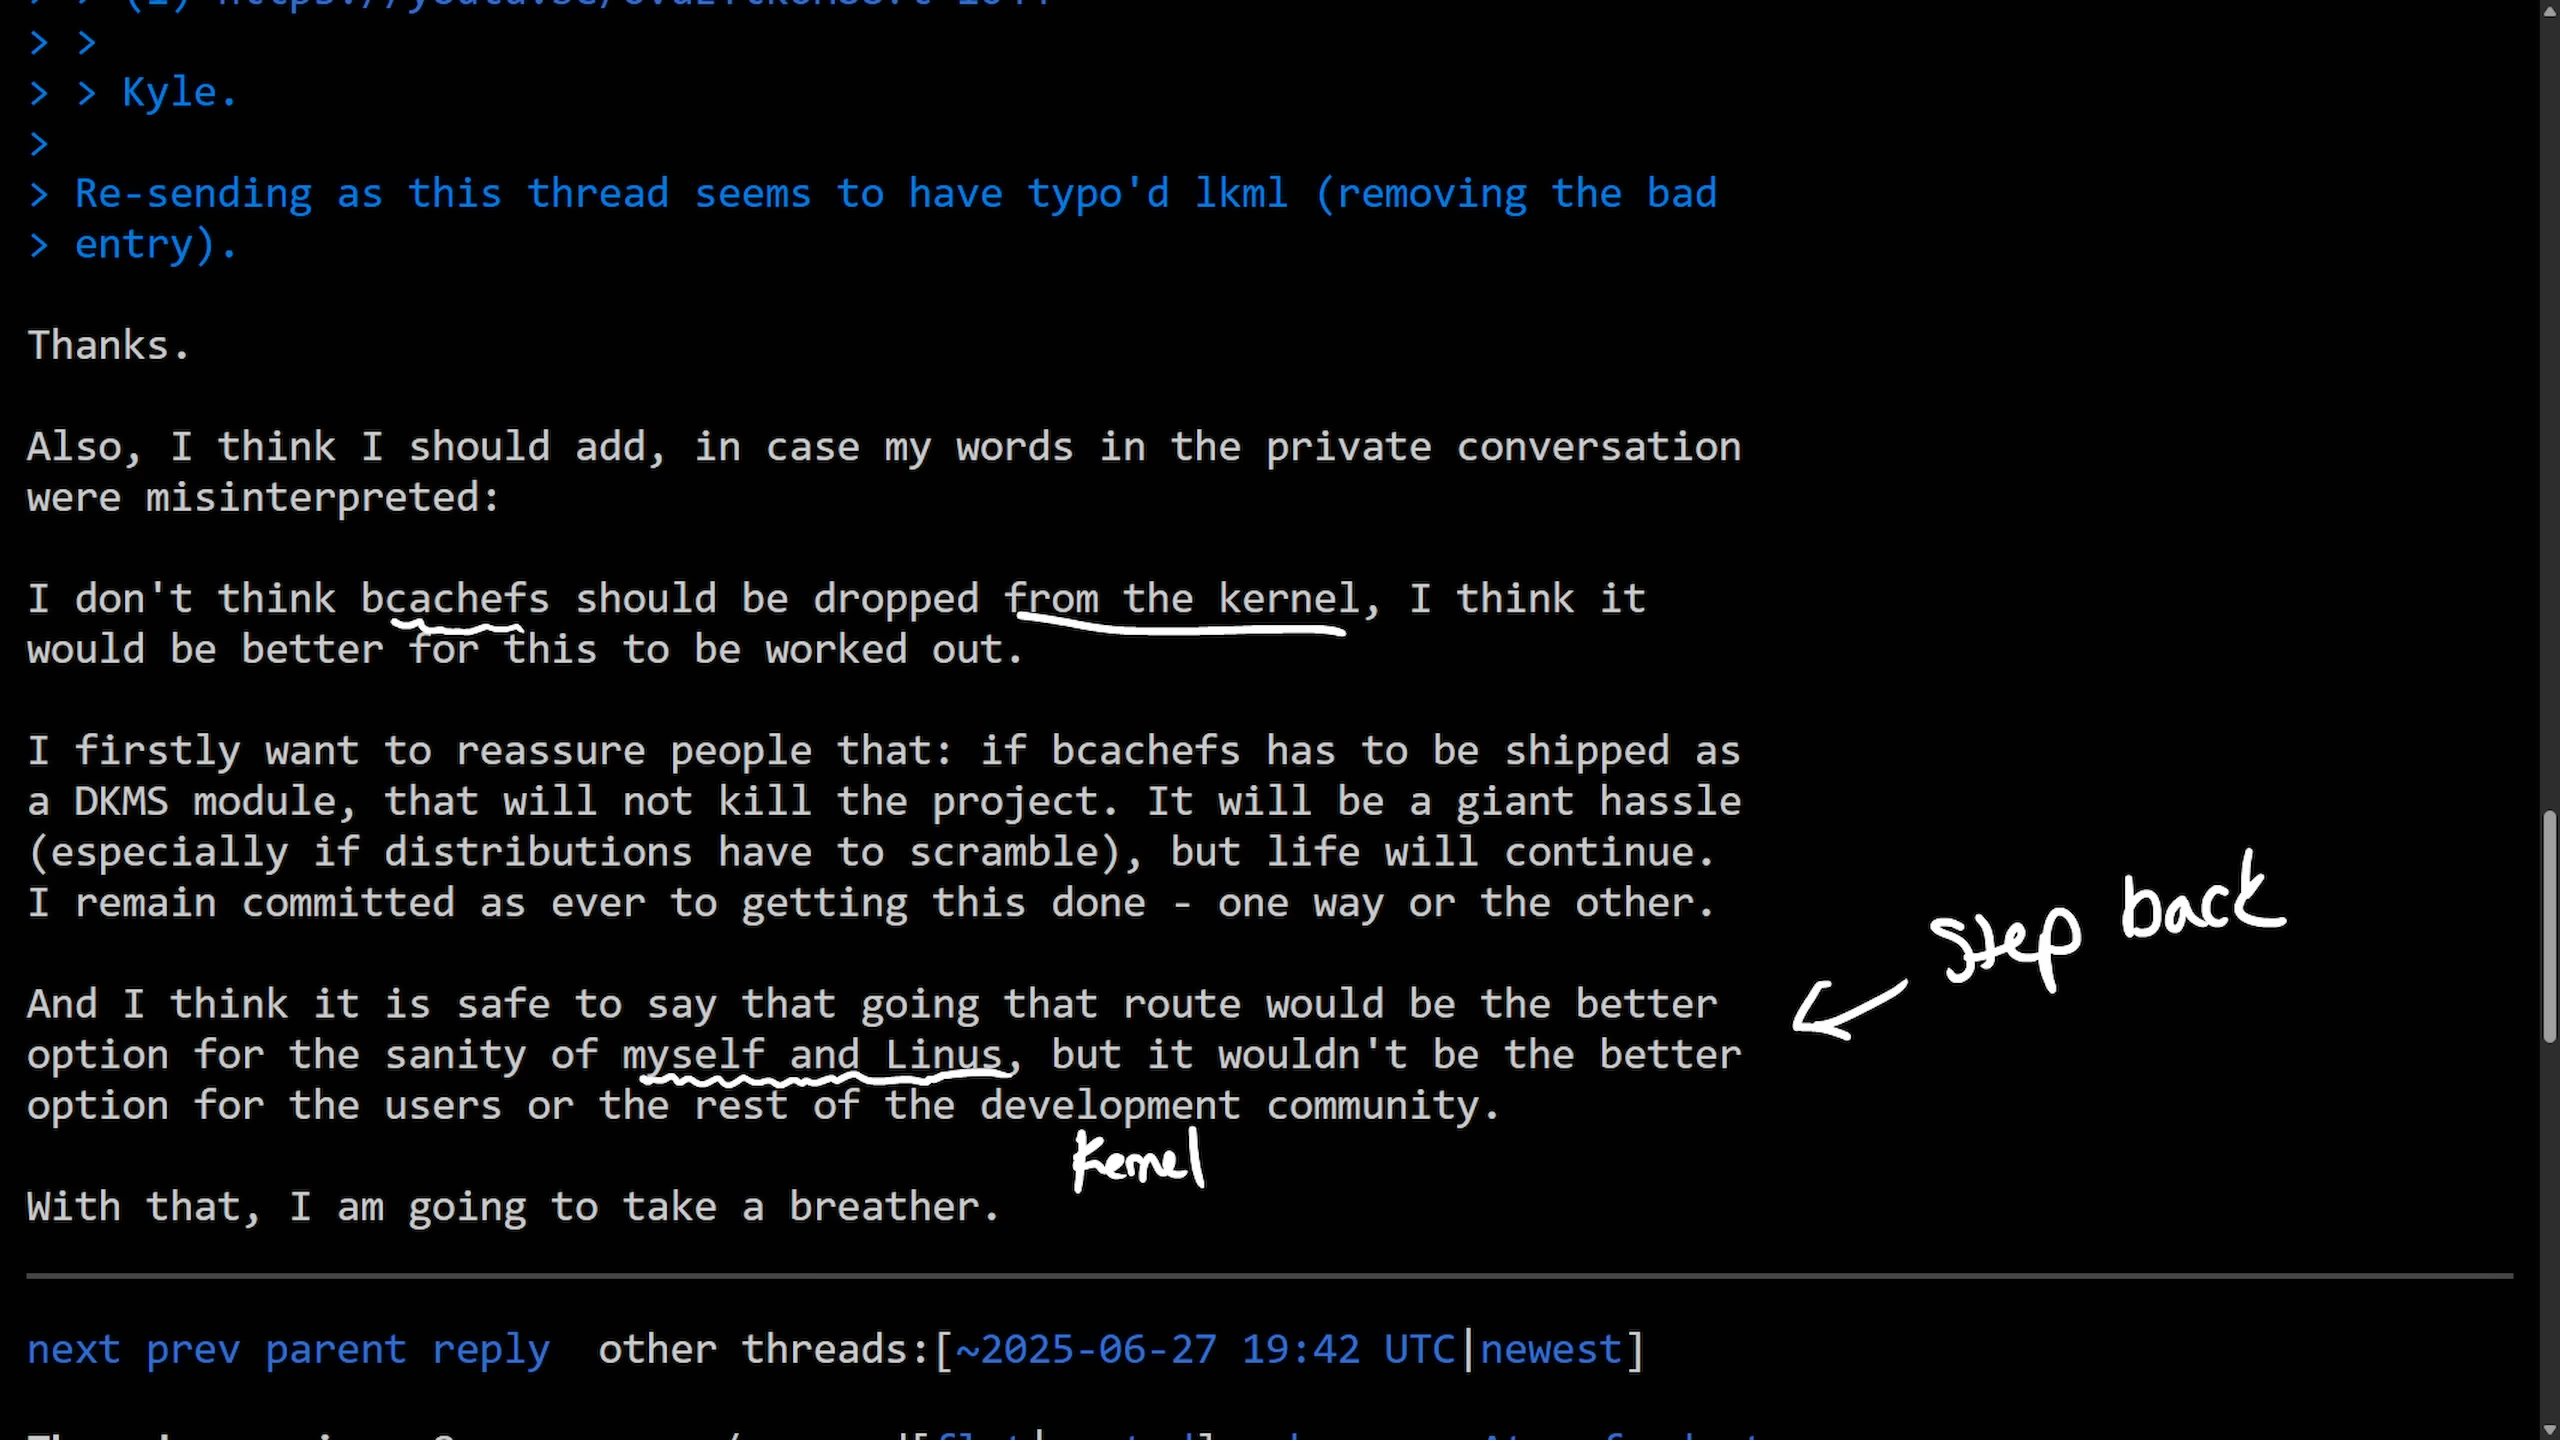 > >
> > Kyle.
>
> Re-sending as this thread seems to have typo'd lkml (removing the bad
> entry).
Thanks.
Also, I think I should add, in case my words in the private conversation
were misinterpreted:
I don't think bcachefs should be dropped from the kernel, I think it
would be better for this to be worked out.
I firstly want to reassure people that: if bcachefs has to be shipped as
a DKMS module, that will not kill the project. It will be a giant hassle
(especially if distributions have to scramble), but life will continue.
I remain committed as ever to getting this done - one way or the other.
step back
And I think it is safe to say that going that route would be the better
option for the sanity of myself and Linus, but it wouldn't be the better
option for the users or the rest of the development community.
Kernel
With that, I am going to take a breather.
next prev parent reply other threads:[~2025-06-27 19:42 UTC|newest]